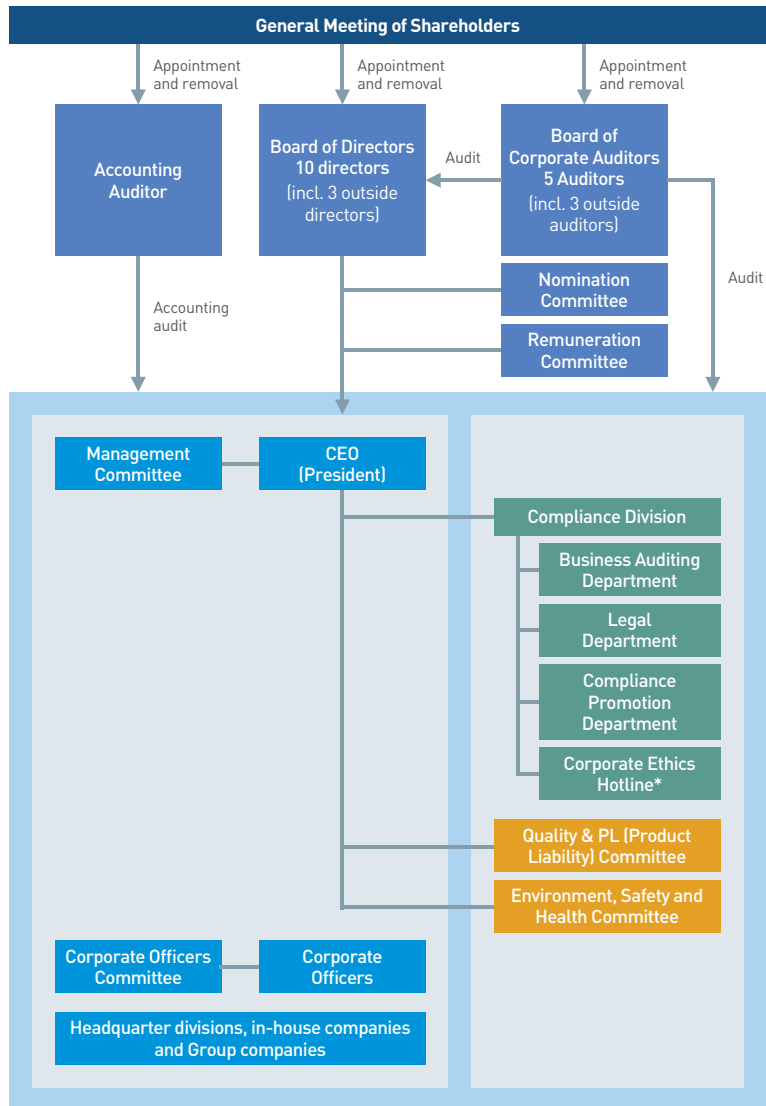 General Meeting of Shareholders
Appointment
and removal
Appointment
and removal
Appointment
and removal
Accounting
Auditor
Board of Directors
10 directors
(incl. 3 outside
directors)
Audit
Board of
Corporate Auditors
5 Auditors
(incl. 3 outside
auditors)
Nomination
Committee
Audit
Accounting
audit
Remuneration
Committee
Management
Committee
CEO
(President)
Compliance Division
Business Auditing
Department
Legal
Department
Compliance
Promotion
Department
Corporate Ethics
Hotline*
Quality & PL (Product
Liability) Committee
Environment, Safety and
Health Committee
Corporate Officers
Committee
Corporate
Officers
Headquarter divisions, in-house companies
and Group companies